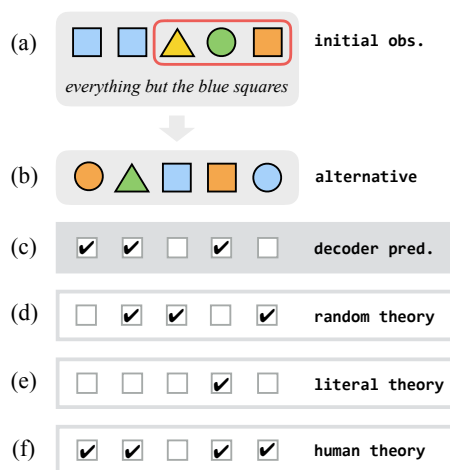 (a) initial obs.
everything but the blue squares
(b) alternative
(c) decoder pred.
(d) random theory
(e) literal theory
(f) human theory